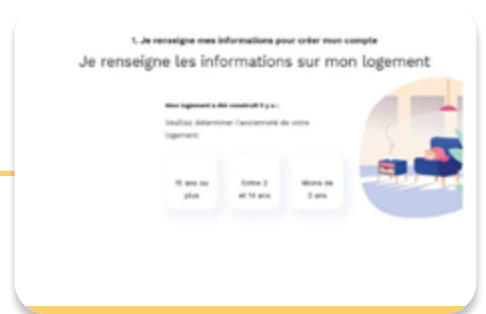 1. Je renseigne mes informations pour créer mon compte
Je renseigne les informations sur mon logement
Mon logement a été construit il y a :
Veuillez déterminer l'ancienneté de votre
logement
15 ans ou
plus
Entre 2
et 14 ans
Moins de
2 ans